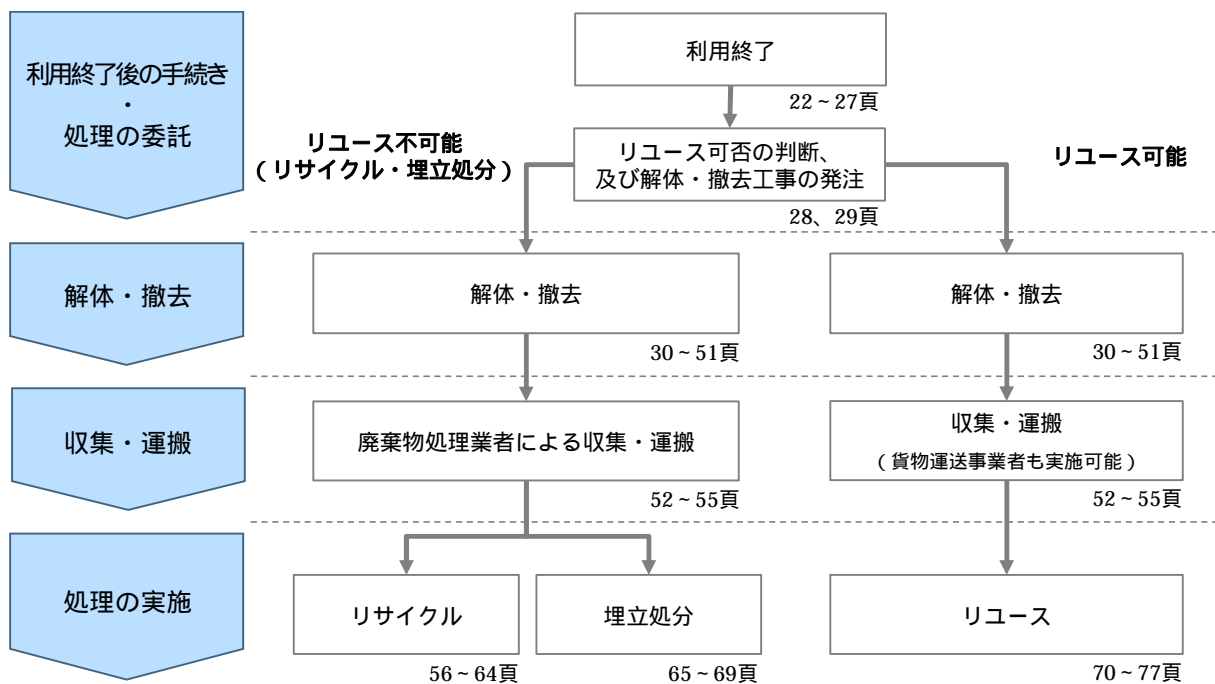 利用終了後の手続き
・
処理の委託
利用終了
22～27頁
リユース不可能
（リサイクル・埋立処分）
リユース可否の判断、
及び解体・撤去工事の発注
28、29頁
リユース可能
解体・撤去
解体・撤去
30～51頁
解体・撤去
30～51頁
収集・運搬
廃棄物処理業者による収集・運搬
52～55頁
収集・運搬
（貨物運送事業者も実施可能）
52～55頁
処理の実施
リサイクル
56～64頁
埋立処分
65～69頁
リユース
70～77頁